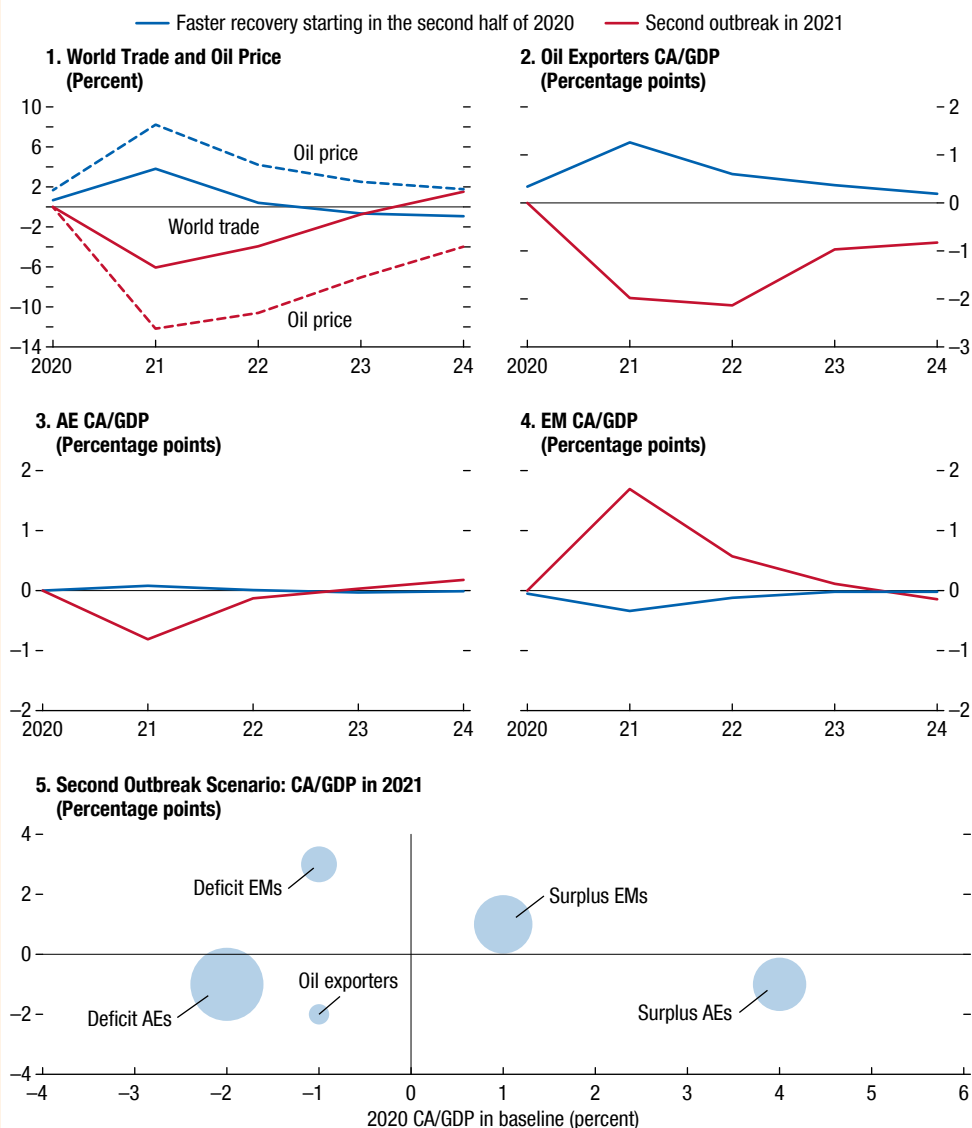 Faster recovery starting in the second half of 2020 Second outbreak in 2021
1. World Trade and Oil Price
(Percent)
10
6
2
–2
–6
–10
–14
Oil price
World trade
Oil price
2020 21 22 23 24
2. Oil Exporters CA/GDP
(Percentage points)
2
1
0
–1
–2
–3
2020 21 22 23 24
3. AE CA/GDP
(Percentage points)
2
1
0
–1
–2
2020 21 22 23 24
4. EM CA/GDP
(Percentage points)
2
1
0
–1
–2
2020 21 22 23 24
5. Second Outbreak Scenario: CA/GDP in 2021
(Percentage points)
4
2
0
–2
–4
Deficit EMs
Surplus EMs
Oil exporters
Deficit AEs
Surplus AEs
–4 –3 –2 –1 0 1 2 3 4 5 6
2020 CA/GDP in baseline (percent)